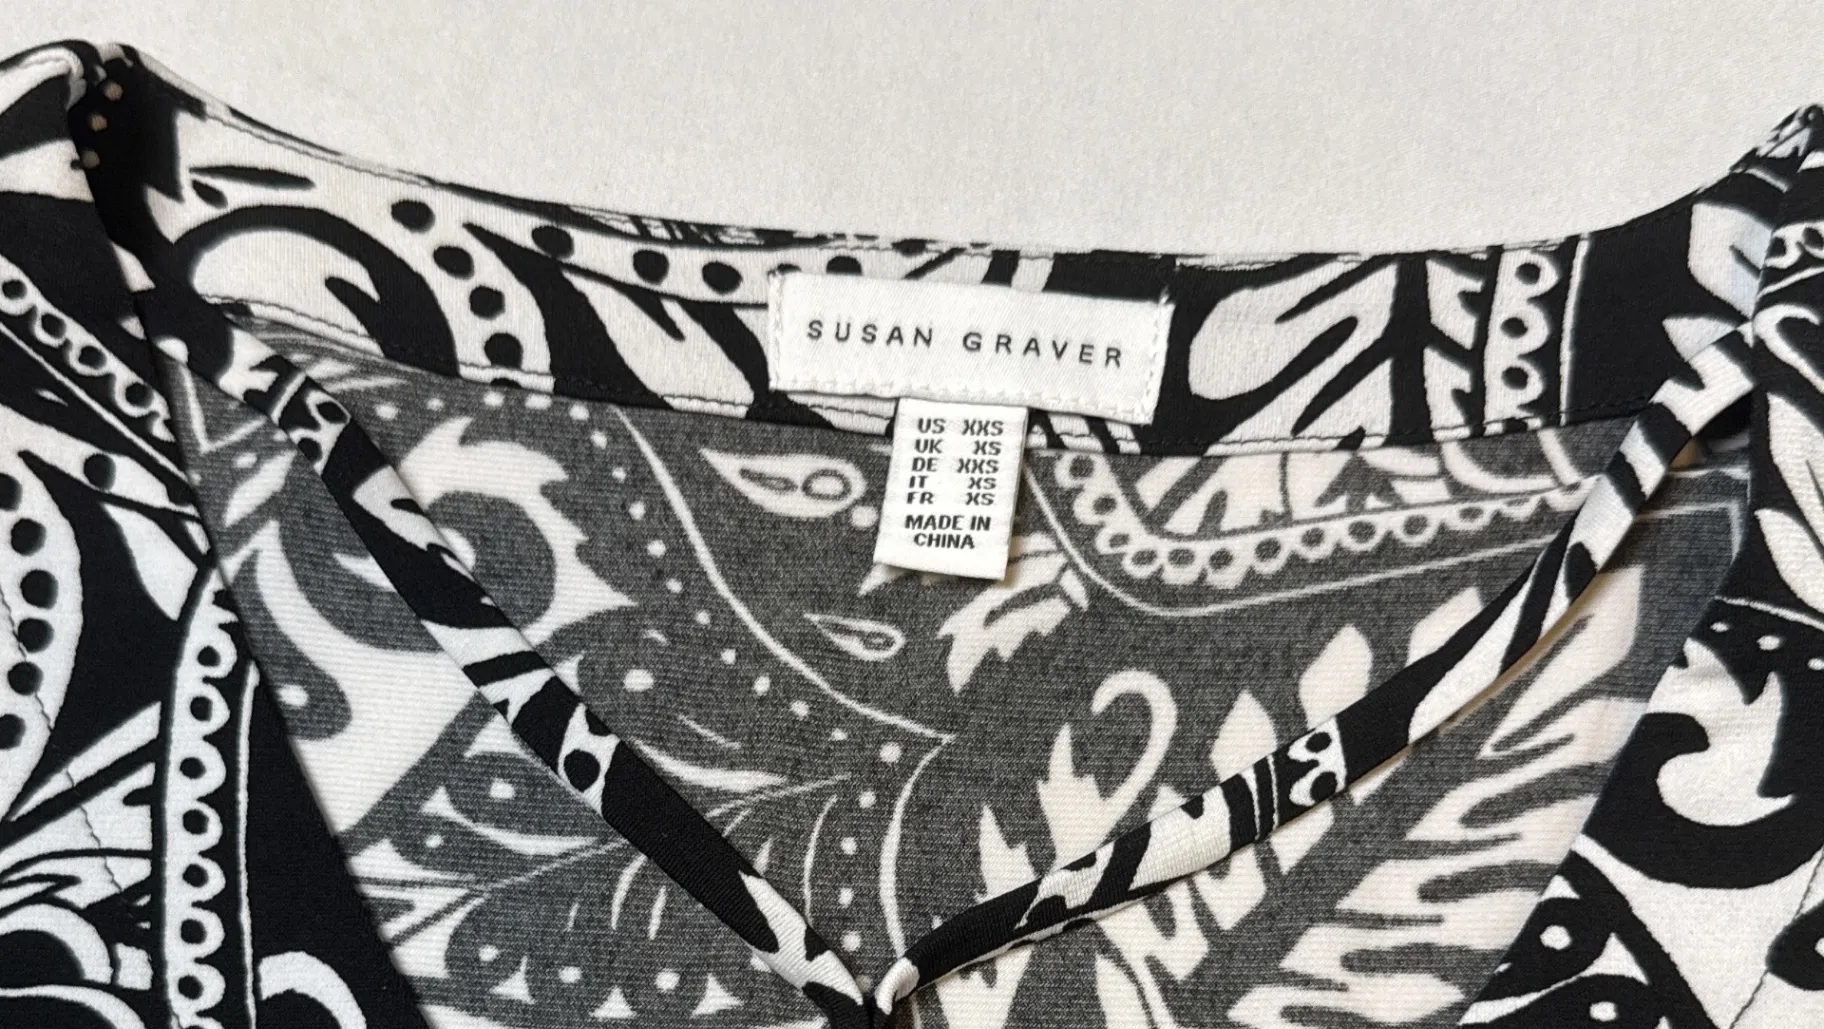 SUSAN GRAVER
US XXS
UK XS
DE XXS
IT XS
FR XS
MADE IN
CHINA